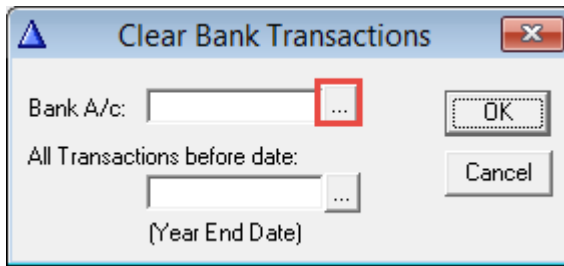 Clear Bank Transactions
Bank A/c: ... OK
All Transactions before date:
... Cancel
(Year End Date)